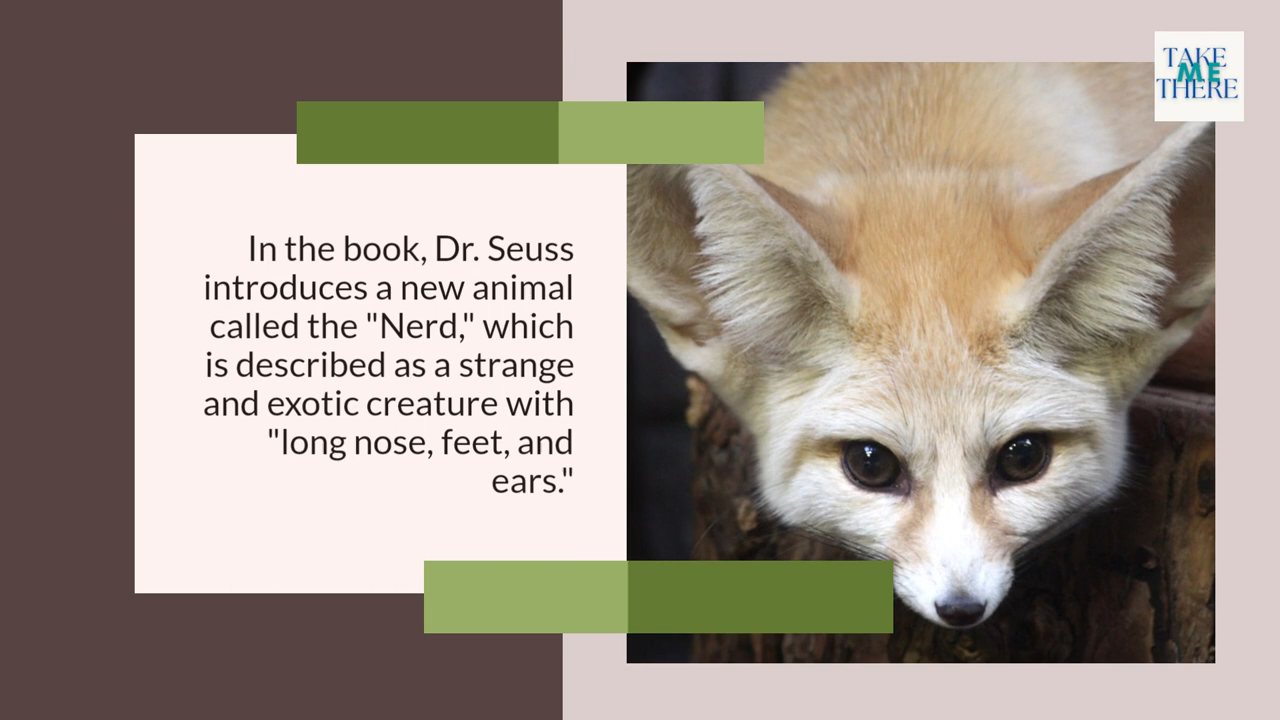 TAKE
ME
THERE
In the book, Dr. Seuss
introduces a new animal
called the "Nerd," which
is described as a strange
and exotic creature with
"long nose, feet, and
ears."